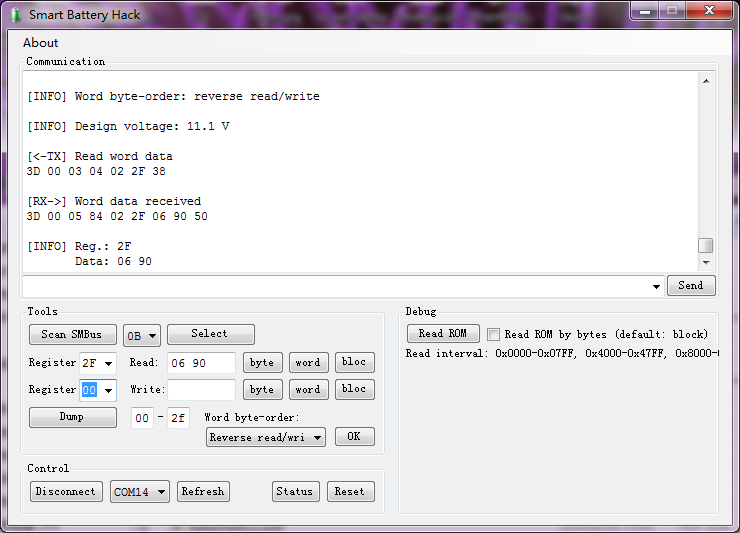 Smart Battery Hack
About
Communication
[INFO] Word byte-order: reverse read/write
[INFO] Design voltage: 11.1 V
[<-TX] Read word data
3D 00 03 04 02 2F 38
[RX->] Word data received
3D 00 05 84 02 2F 06 90 50
[INFO] Reg.: 2F
Data: 06 90
Send
Tools
Scan SMBus 0B Select
Register 2F Read: 06 90 byte word bloc
Register 00 Write: byte word bloc
Dump 00 - 2f Word byte-order:
Reverse read/wri OK
Control
Disconnect COM14 Refresh Status Reset
Debug
Read ROM Read ROM by bytes (default: block)
Read interval: 0x0000-0x07FF, 0x4000-0x47FF, 0x8000-